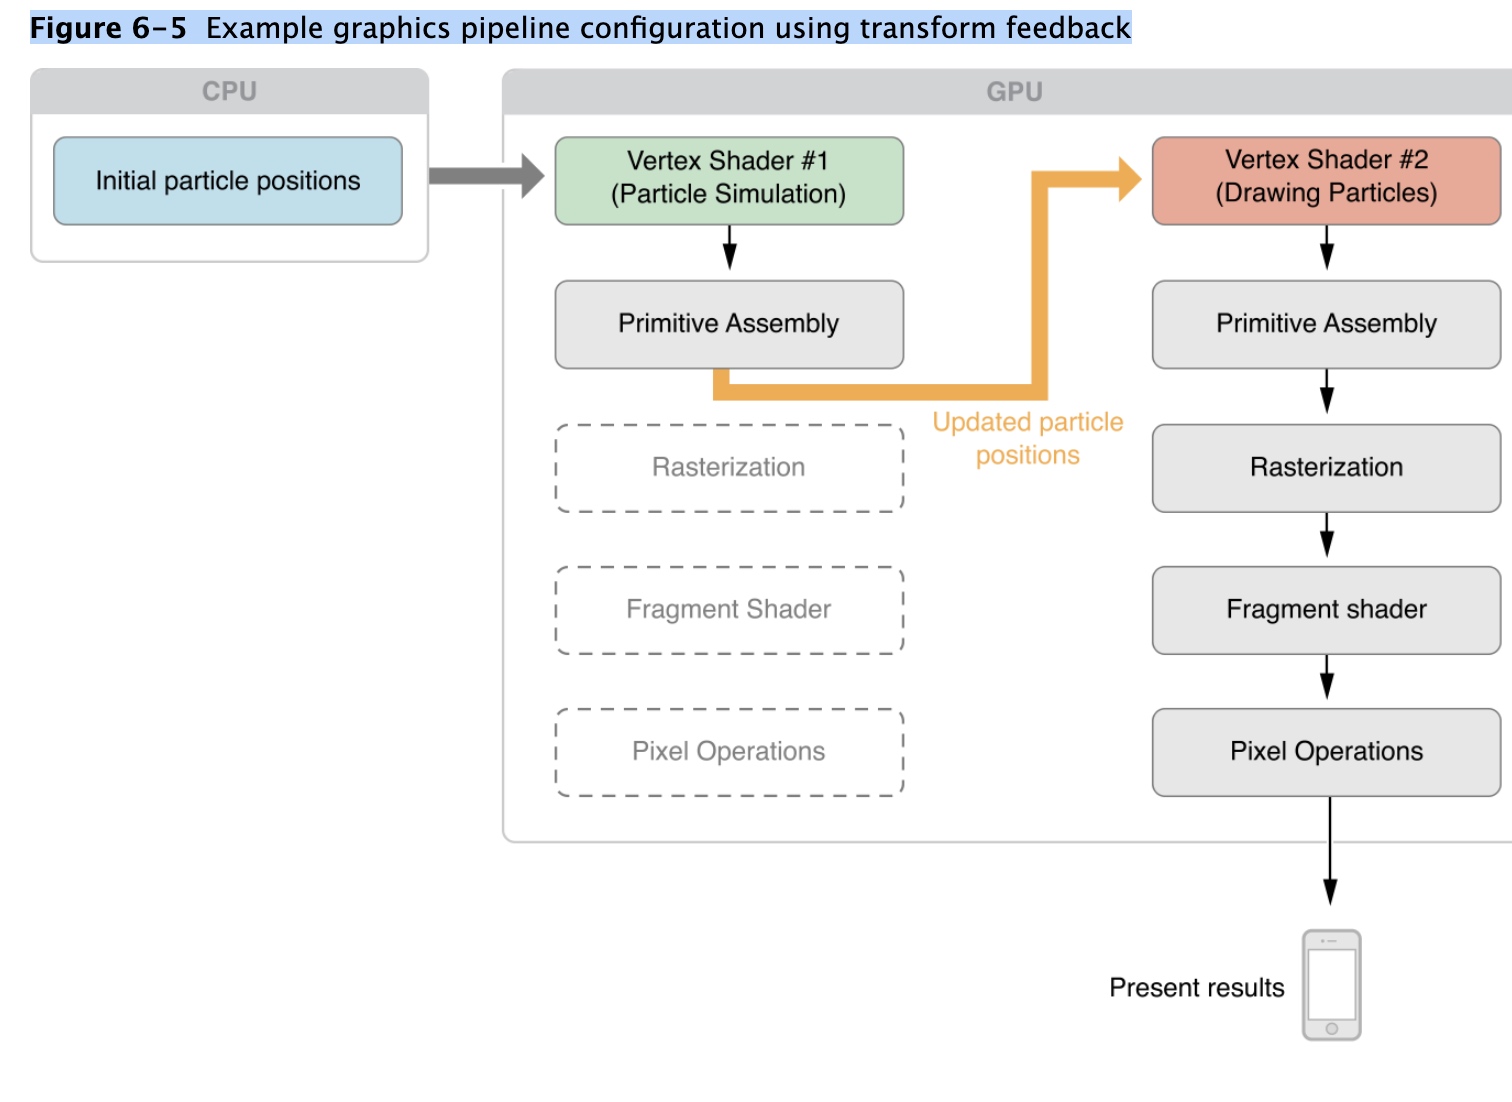 Figure 6–5 Example graphics pipeline configuration using transform feedback
CPU
Initial particle positions
GPU
Vertex Shader #1
(Particle Simulation)
Primitive Assembly
Rasterization
Fragment Shader
Pixel Operations
Updated particle
positions
Vertex Shader #2
(Drawing Particles)
Primitive Assembly
Rasterization
Fragment shader
Pixel Operations
Present results